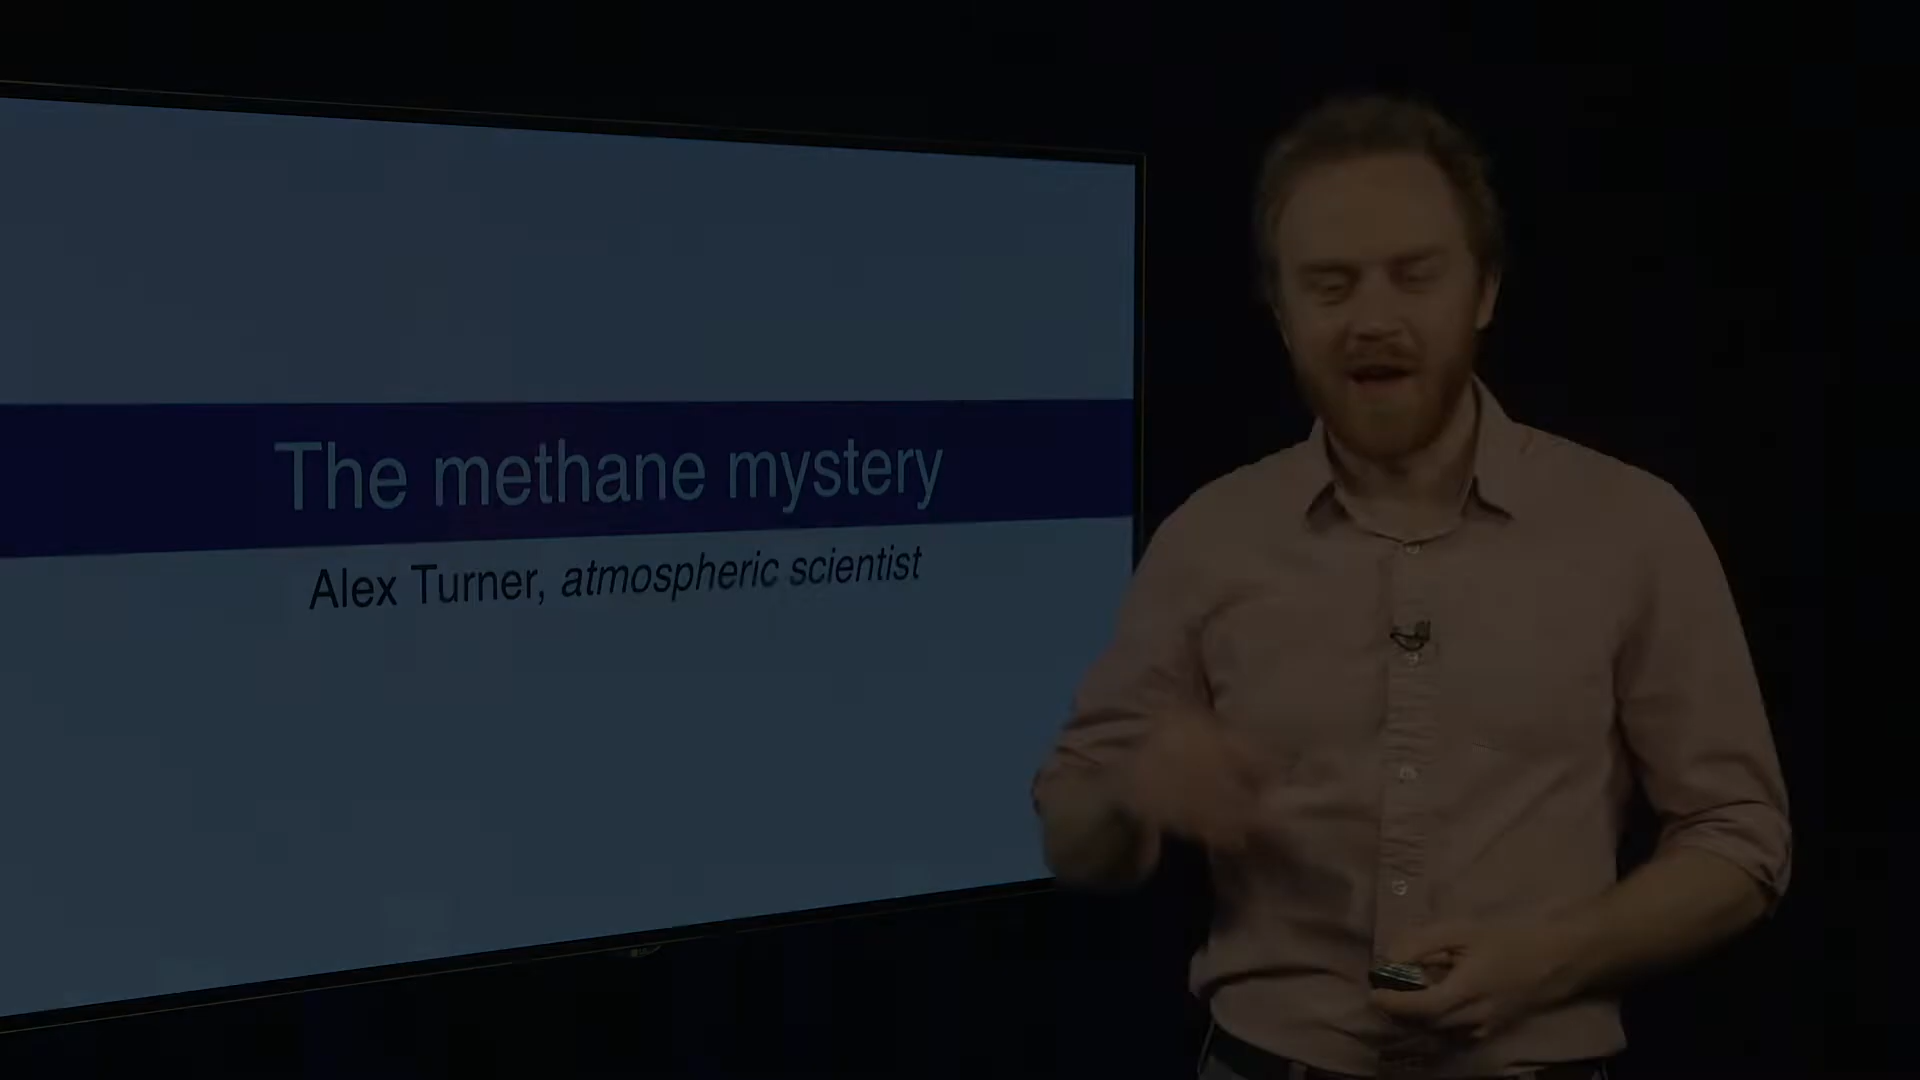 The methane mystery
Alex Turner, atmospheric scientist